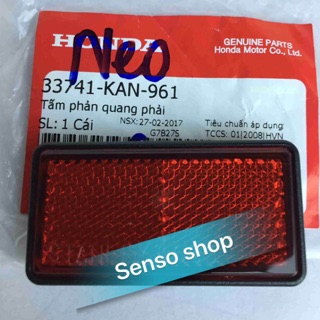 HONDA
GENUINE PARTS
Honda Motor Co., Ltd.
Neo
33741-KAN-961
Tấm phản quang phải
SL: 1 Cái
NSX:27-02-2017
G7B27S
Tiêu chuẩn áp dụng:
TCCS: 01|2008|HVN
Senso shop